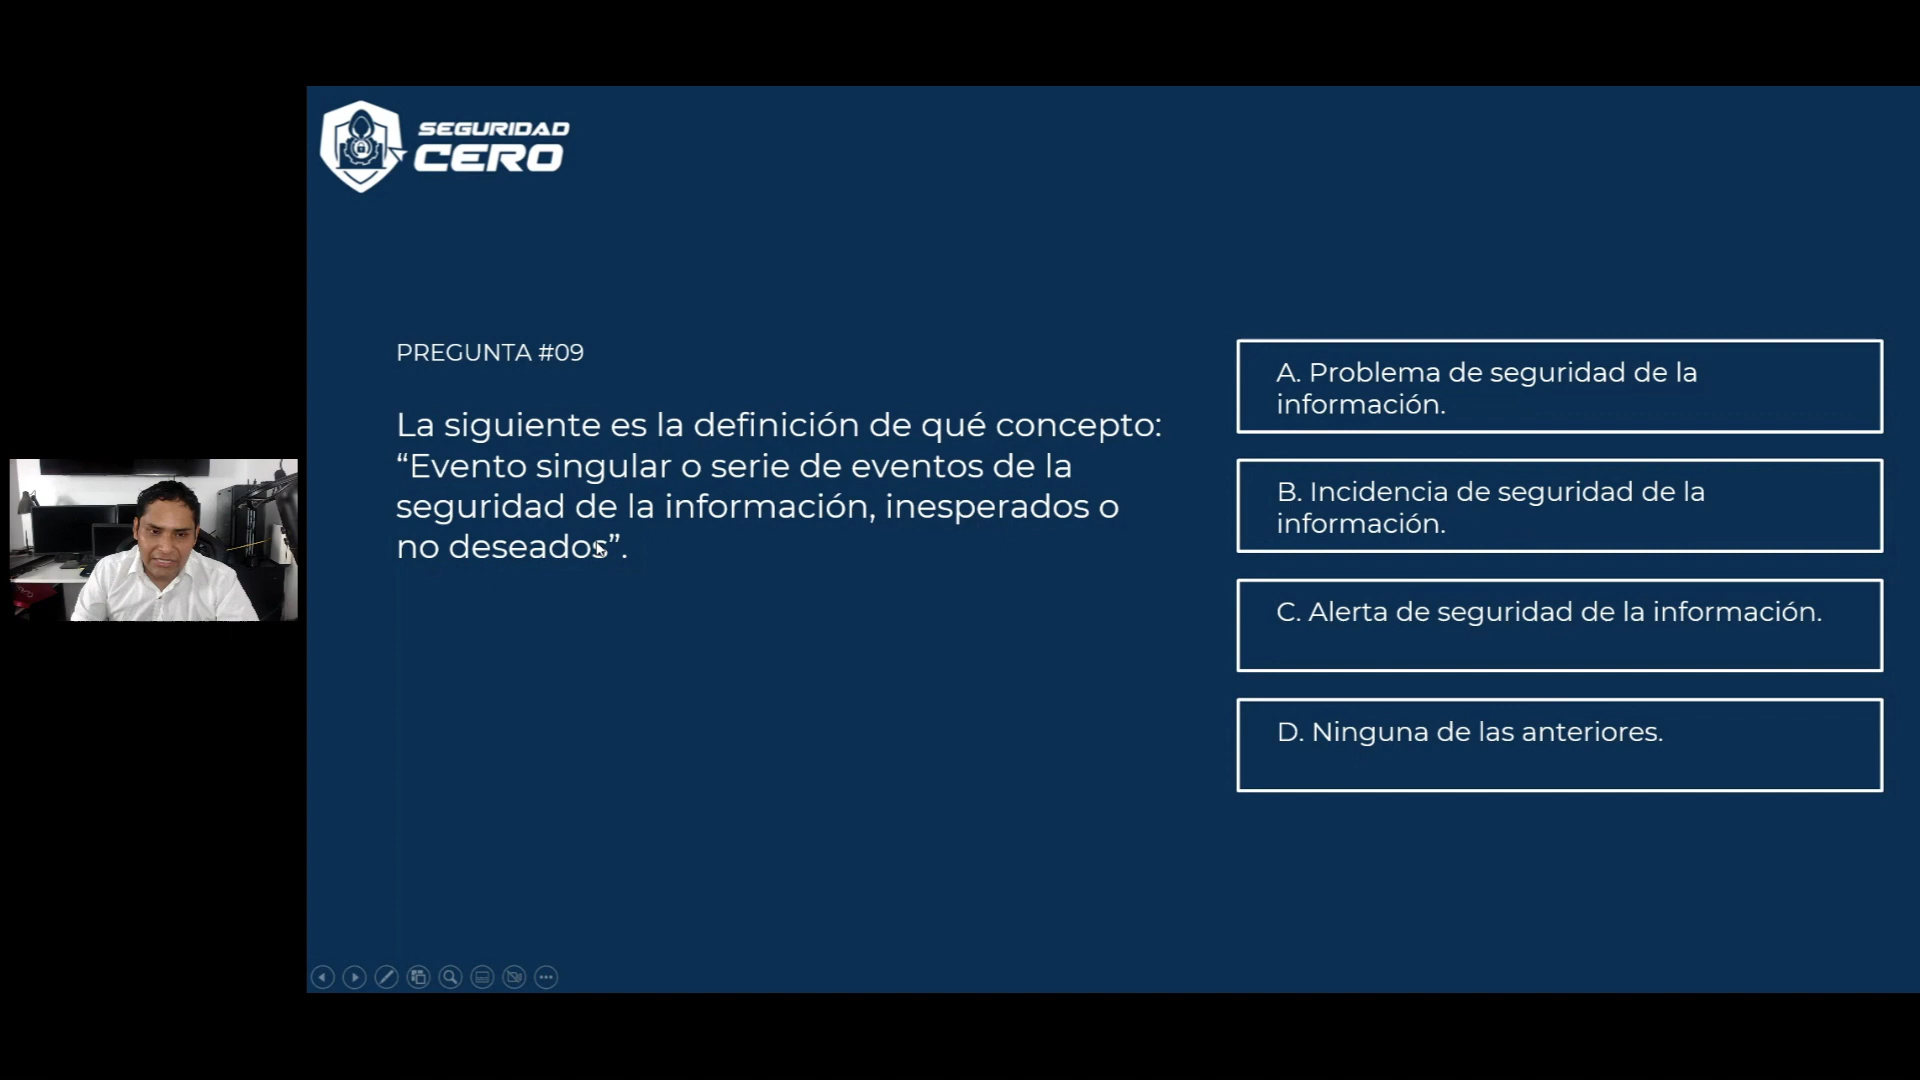 SEGURIDAD
CERO
PREGUNTA #09
La siguiente es la definición de qué concepto:
“Evento singular o serie de eventos de la
seguridad de la información, inesperados o
no deseados”.
A. Problema de seguridad de la
información.
B. Incidencia de seguridad de la
información.
C. Alerta de seguridad de la información.
D. Ninguna de las anteriores.